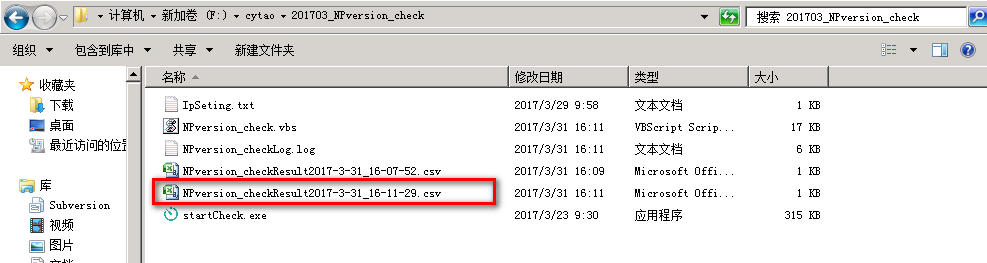 计算机 ▸ 新加卷 (F:) ▸ cytao ▸ 201703_NPversion_check
搜索 201703_NPversion_check
组织 包含到库中 共享 新建文件夹
收藏夹
下载
桌面
最近访问的位置
库
Subversion
视频
图片
名称 修改日期 类型 大小
IpSeting.txt 2017/3/29 9:58 文本文档 1 KB
NPversion_check.vbs 2017/3/31 16:11 VBScript Scrip... 17 KB
NPversion_checkLog.log 2017/3/31 16:11 文本文档 6 KB
NPversion_checkResult2017-3-31_16-07-52.csv 2017/3/31 16:09 Microsoft Offi... 1 KB
NPversion_checkResult2017-3-31_16-11-29.csv 2017/3/31 16:11 Microsoft Offi... 1 KB
startCheck.exe 2017/3/23 9:30 应用程序 315 KB